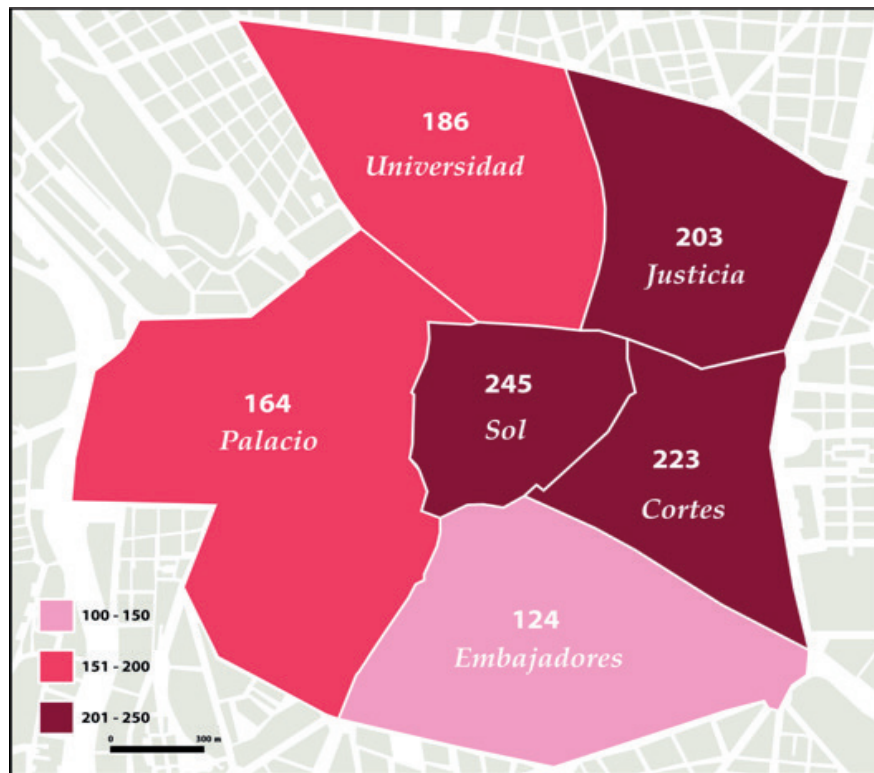 186
Universidad
203
Justicia
164
Palacio
245
Sol
223
Cortes
124
Embajadores
100 - 150
151 - 200
201 - 250
0 300 m